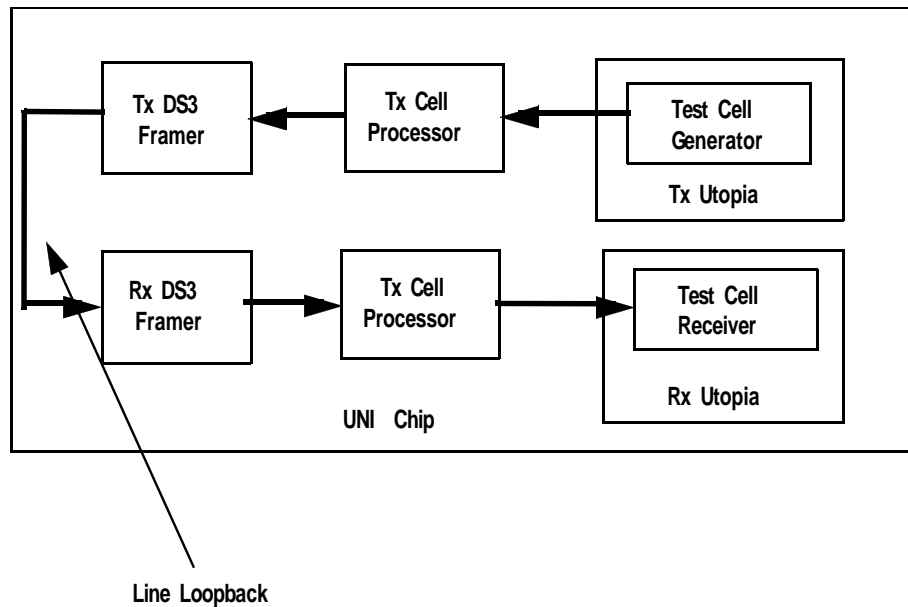 Tx DS3
Framer
Tx Cell
Processor
Test Cell
Generator
Tx Utopia
Rx DS3
Framer
Tx Cell
Processor
Test Cell
Receiver
Rx Utopia
UNI Chip
Line Loopback